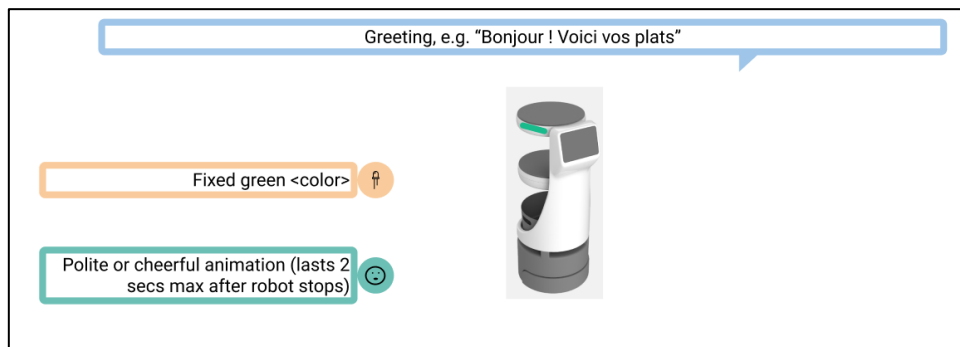 Greeting, e.g. “Bonjour ! Voici vos plats”
Fixed green <color>
Polite or cheerful animation (lasts 2
secs max after robot stops)